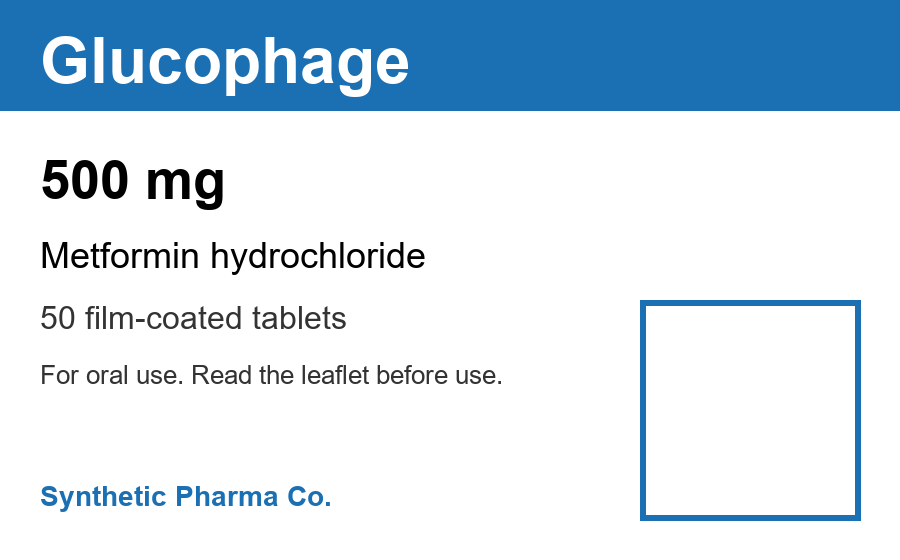 Glucophage
500 mg
Metformin hydrochloride
50 film-coated tablets
For oral use. Read the leaflet before use.
Synthetic Pharma Co.